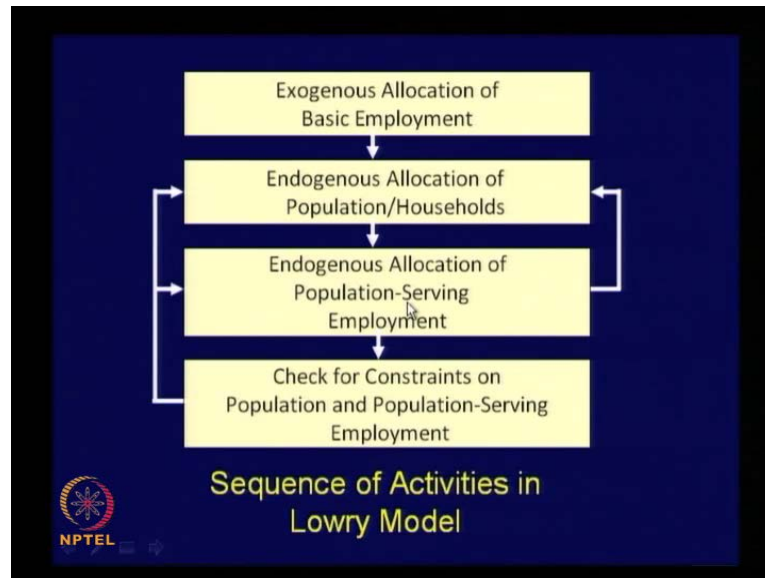 Exogenous Allocation of
Basic Employment
Endogenous Allocation of
Population/Households
Endogenous Allocation of
Population-Serving
Employment
Check for Constraints on
Population and Population-Serving
Employment
Sequence of Activities in
Lowry Model
NPTEL